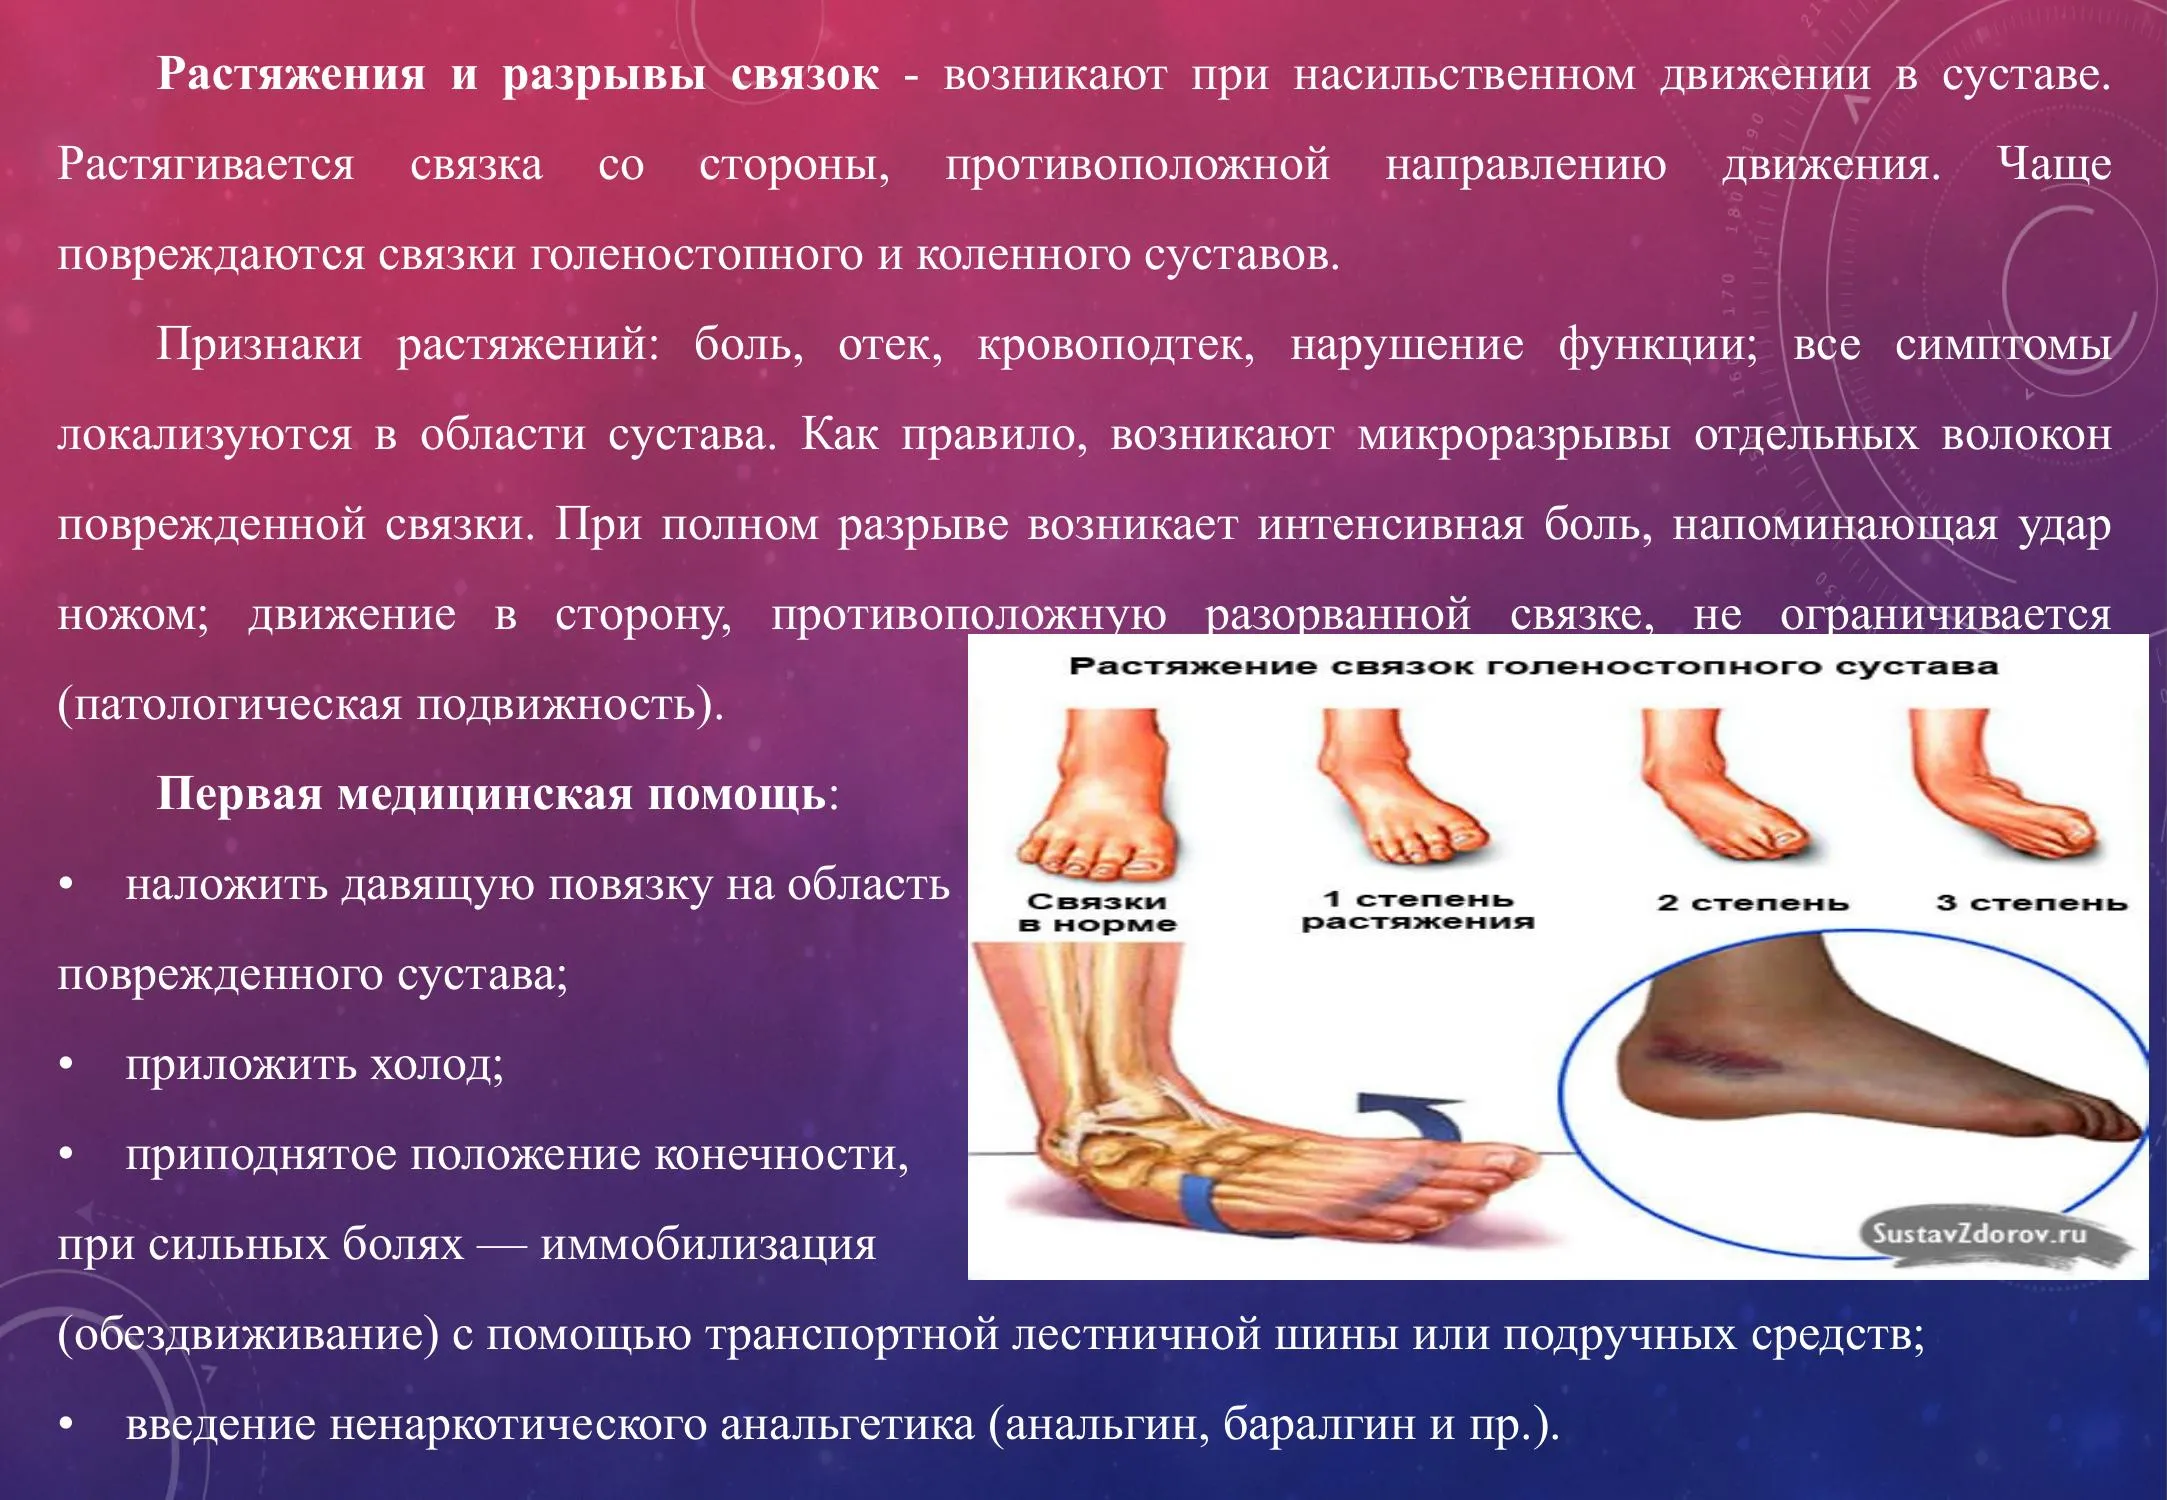 Растяжения и разрывы связок - возникают при насильственном движении в суставе.
Растягивается связка со стороны, противоположной направлению движения. Чаще
повреждаются связки голеностопного и коленного суставов.
Признаки растяжений: боль, отек, кровоподтек, нарушение функции; все симптомы
локализуются в области сустава. Как правило, возникают микроразрывы отдельных волокон
поврежденной связки. При полном разрыве возникает интенсивная боль, напоминающая удар
ножом; движение в сторону, противоположную разорванной связке, не ограничивается
(патологическая подвижность).
Первая медицинская помощь:
• наложить давящую повязку на область
поврежденного сустава;
• приложить холод;
• приподнятое положение конечности,
при сильных болях — иммобилизация
(обездвиживание) с помощью транспортной лестничной шины или подручных средств;
• введение ненаркотического анальгетика (анальгин, баралгин и пр.).
Растяжение связок голеностопного сустава
Связки
в норме
1 степень
растяжения
2 степень
3 степень
SustavZdorov.ru
190
180
170